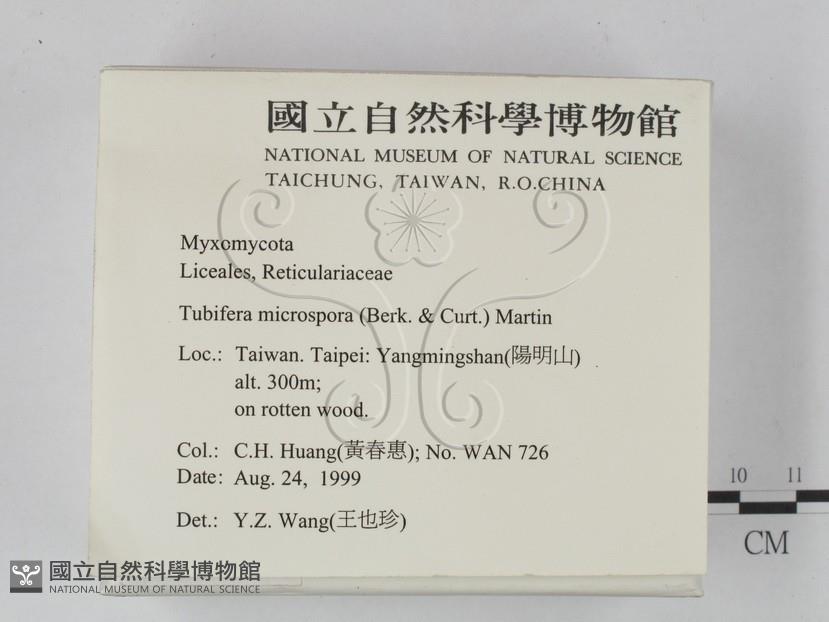 國立自然科學博物館
NATIONAL MUSEUM OF NATURAL SCIENCE
TAICHUNG, TAIWAN, R.O.CHINA
Myxomycota
Liceales, Reticulariaceae
Tubifera microspora (Berk. & Curt.) Martin
Loc.: Taiwan. Taipei: Yangmingshan(陽明山)
alt. 300m;
on rotten wood.
Col.: C.H. Huang(黃春惠); No. WAN 726
Date: Aug. 24, 1999
Det.: Y.Z. Wang(王也珍)
10 11
CM
國立自然科學博物館
NATIONAL MUSEUM OF NATURAL SCIENCE